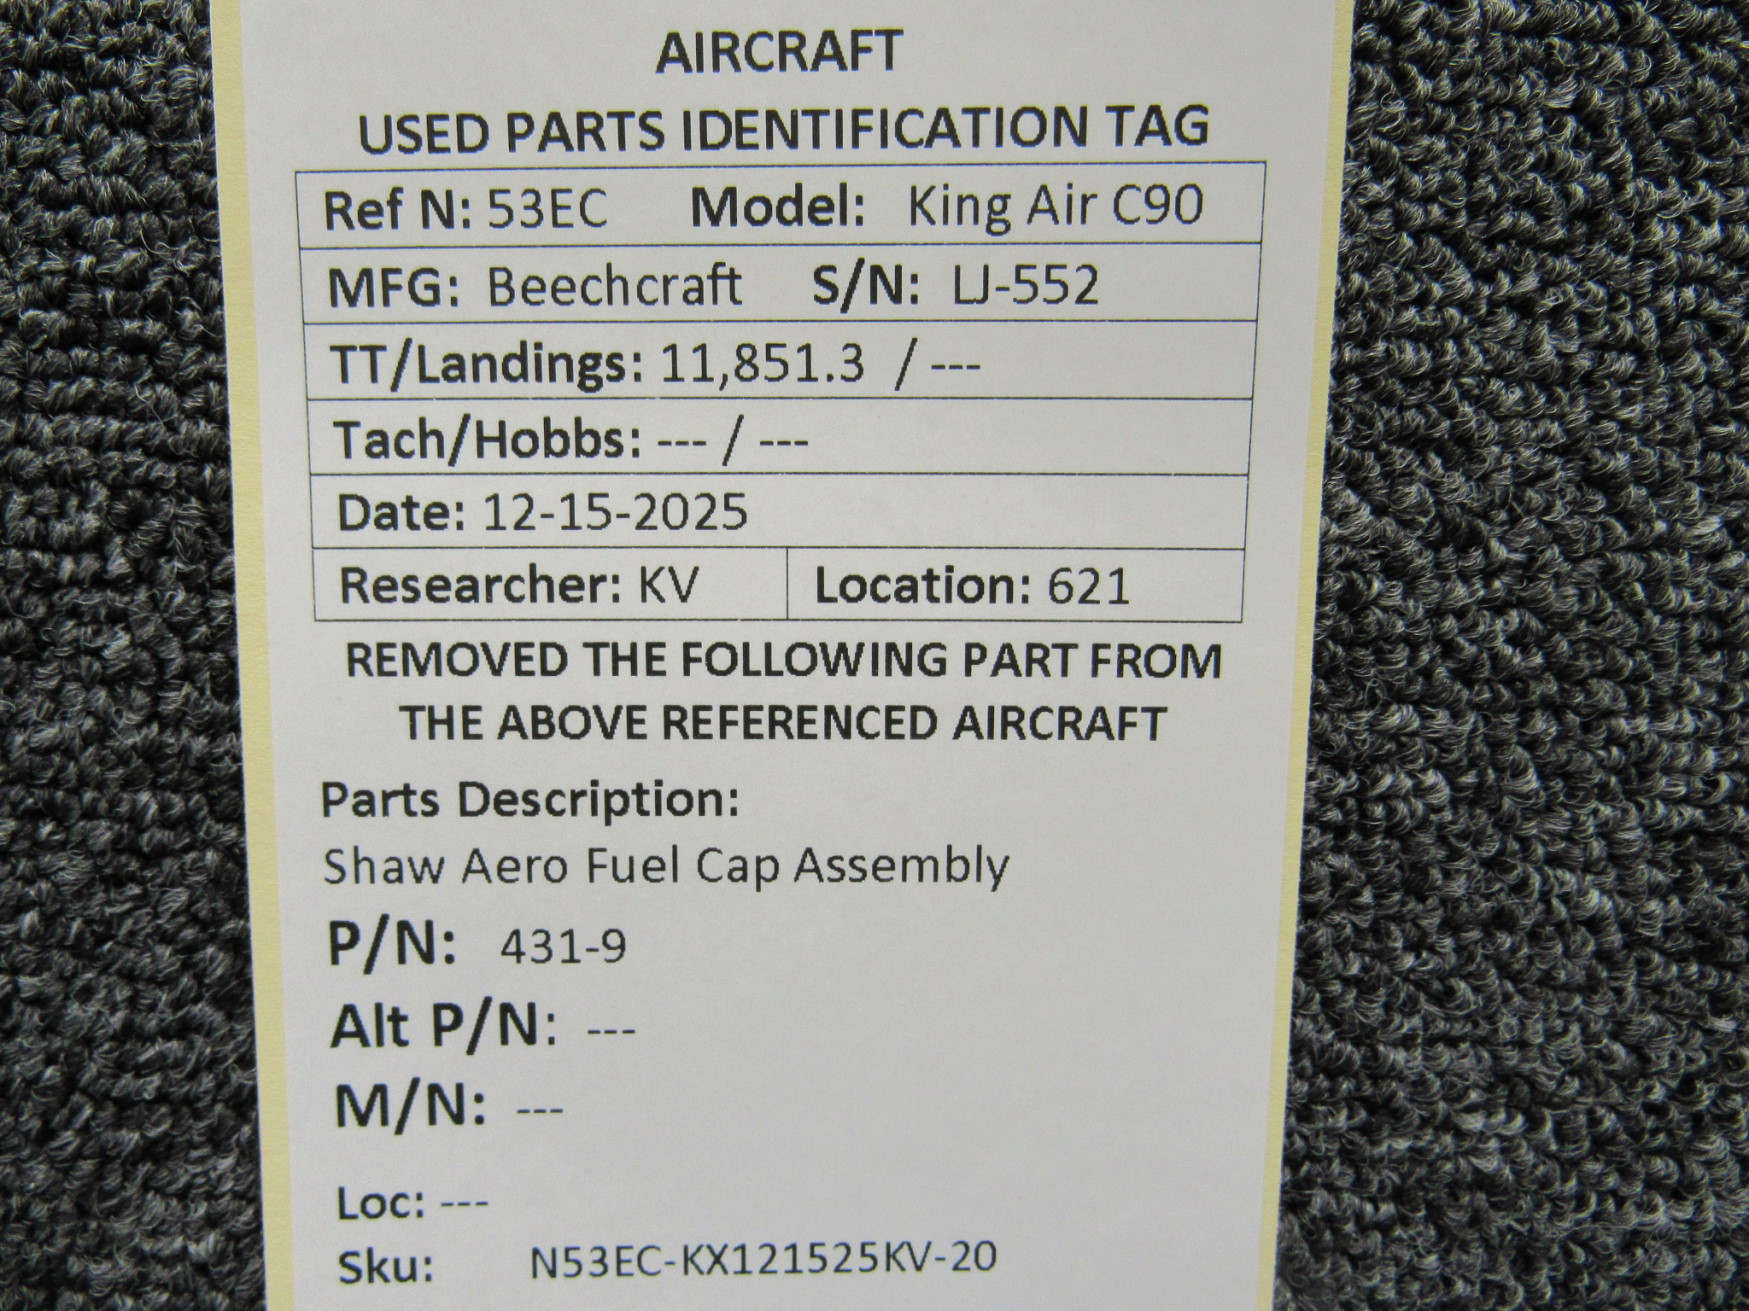 AIRCRAFT
USED PARTS IDENTIFICATION TAG
Ref N: 53EC Model: King Air C90
MFG: Beechcraft S/N: LJ-552
TT/Landings: 11,851.3 / ---
Tach/Hobbs: --- / ---
Date: 12-15-2025
Researcher: KV Location: 621
REMOVED THE FOLLOWING PART FROM
THE ABOVE REFERENCED AIRCRAFT
Parts Description:
Shaw Aero Fuel Cap Assembly
P/N: 431-9
Alt P/N: ---
M/N: ---
Loc: ---
Sku: N53EC-KX121525KV-20